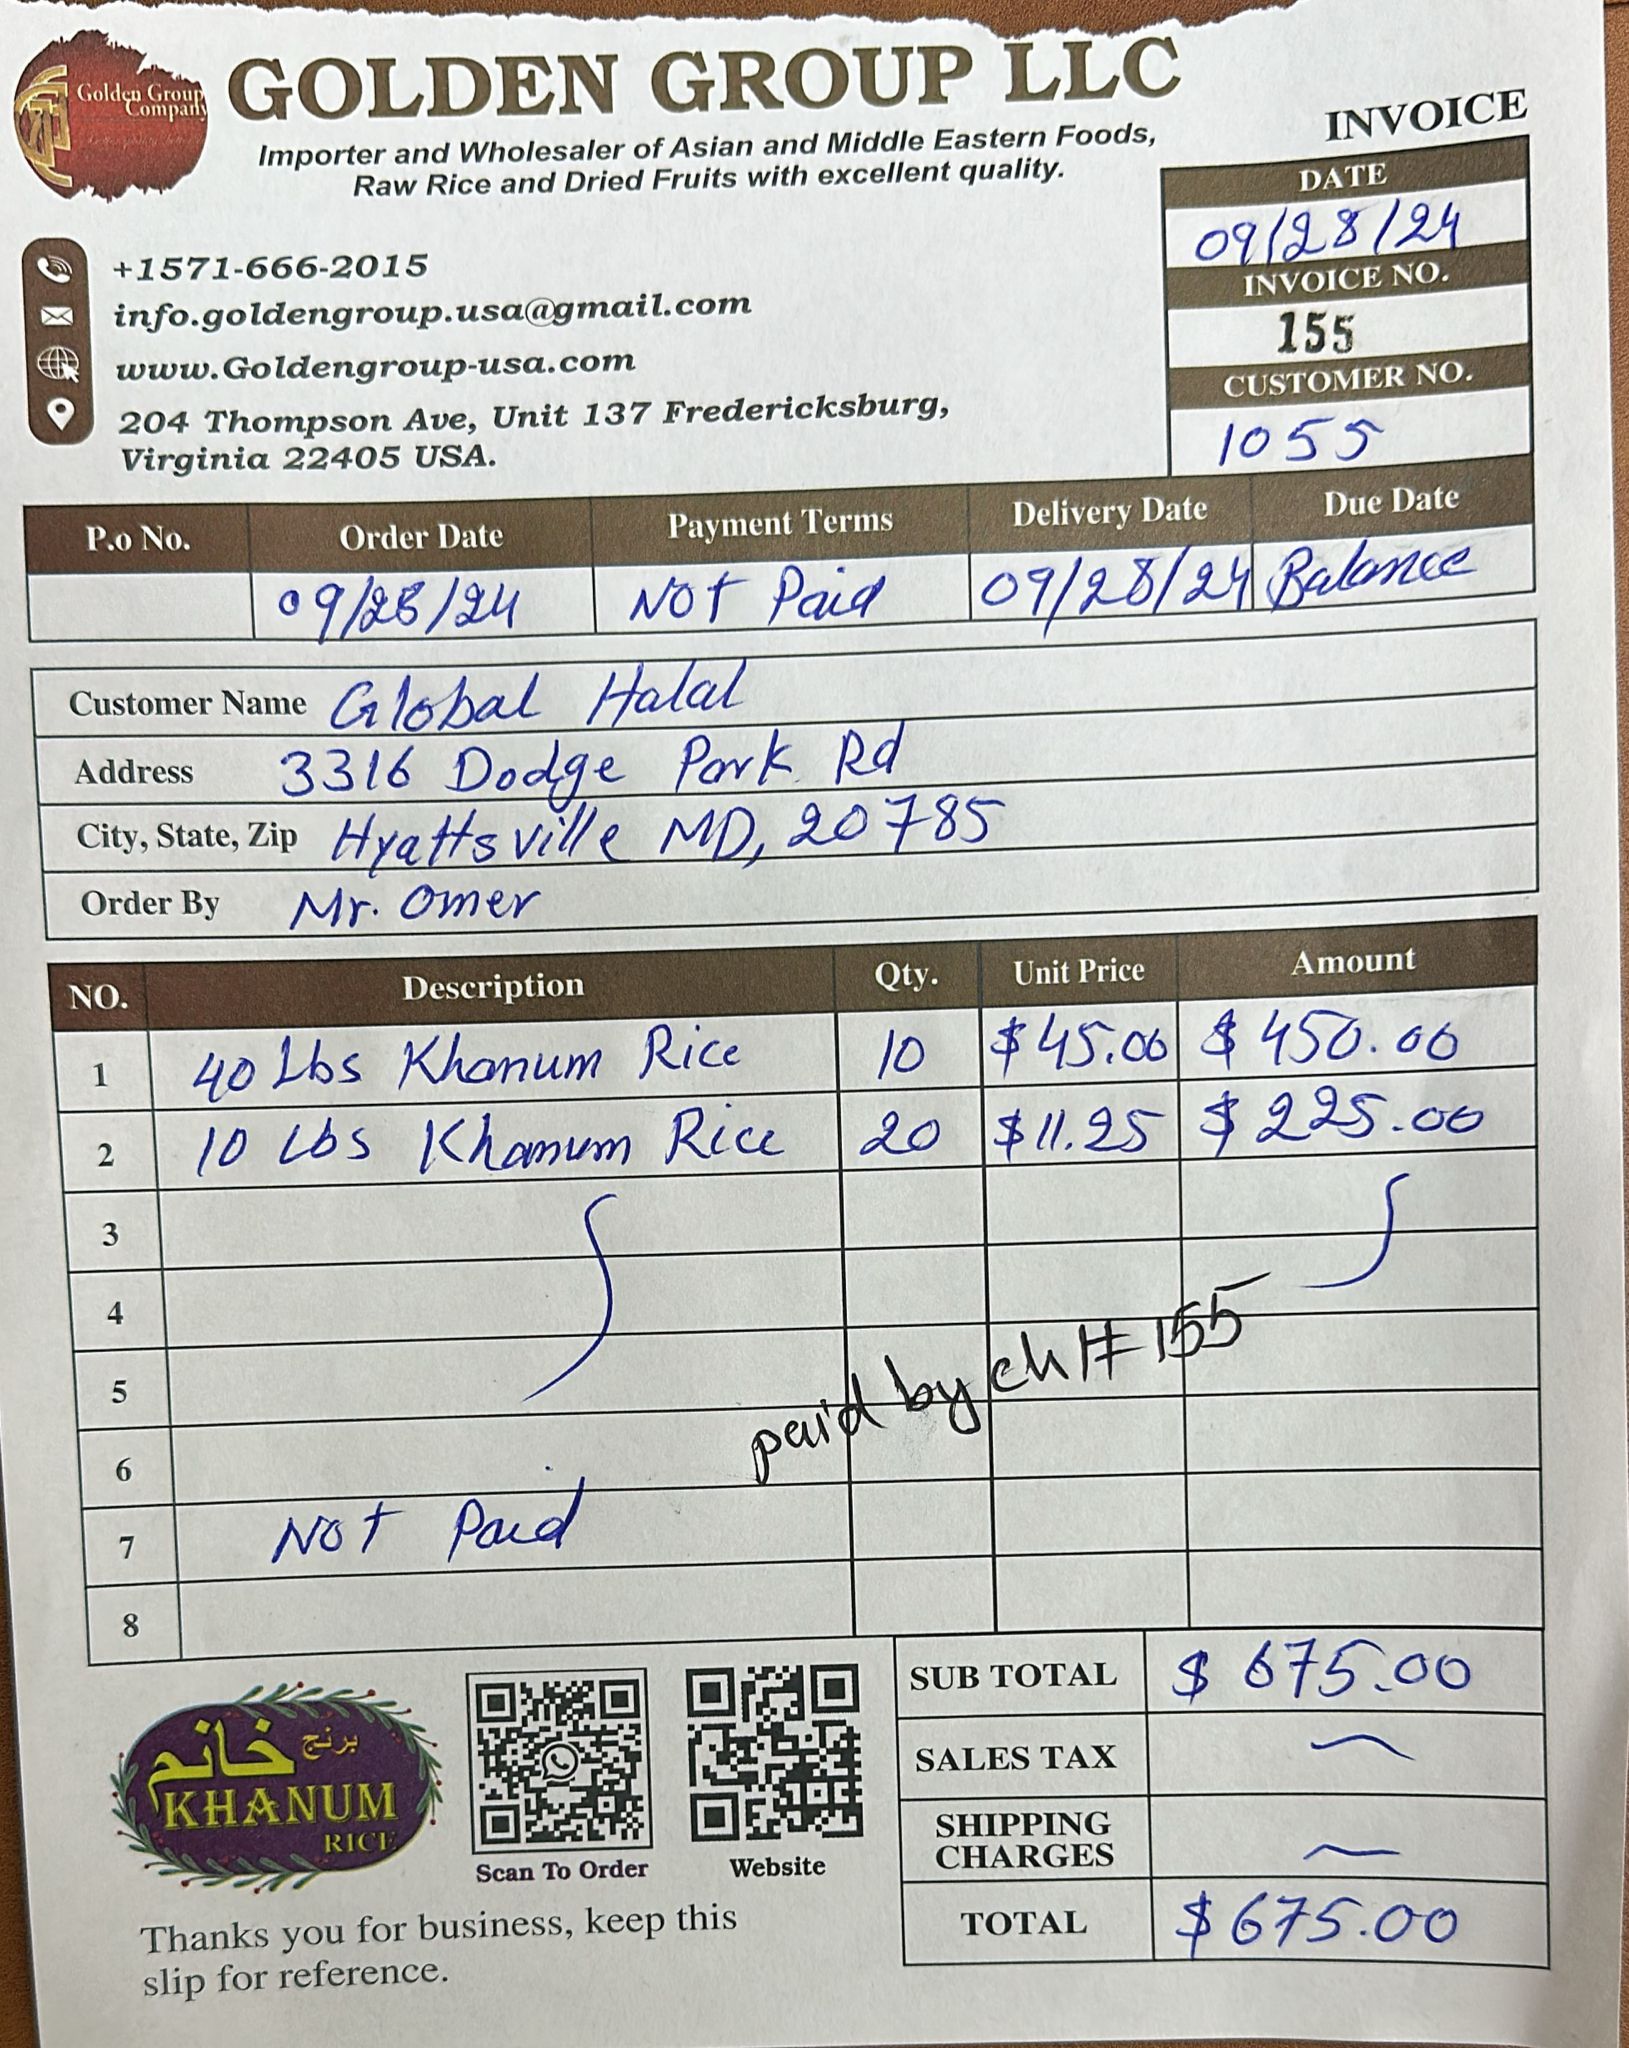 Golden Group
Company
GOLDEN GROUP LLC
Importer and Wholesaler of Asian and Middle Eastern Foods,
Raw Rice and Dried Fruits with excellent quality.
INVOICE
DATE
09/28/24
INVOICE NO.
155
CUSTOMER NO.
1055
+1571-666-2015
info.goldengroup.usa@gmail.com
www.Goldengroup-usa.com
204 Thompson Ave, Unit 137 Fredericksburg,
Virginia 22405 USA.
P.o No. Order Date Payment Terms Delivery Date Due Date
09/28/24 Not Paid 09/28/24 Balance
Customer Name Global Halal
Address 3316 Dodge Park Rd
City, State, Zip Hyattsville MD, 20785
Order By Mr. Omer
NO. Description Qty. Unit Price Amount
1 40 Lbs Khanum Rice 10 $45.00 $450.00
2 10 Lbs Khanum Rice 20 $11.25 $225.00
3
4
5
paid by ch # 155
6
7 Not Paid
8
SUB TOTAL $675.00
SALES TAX
SHIPPING
CHARGES
TOTAL $675.00
برنج
خانم
KHANUM
RICE
Scan To Order
Website
Thanks you for business, keep this
slip for reference.